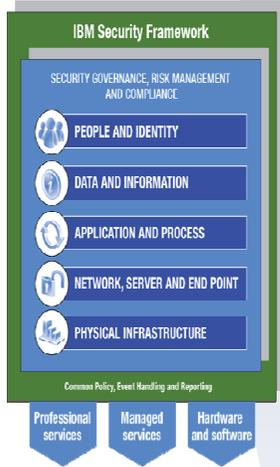 IBM Security Framework
SECURITY GOVERNANCE, RISK MANAGEMENT
AND COMPLIANCE
PEOPLE AND IDENTITY
DATA AND INFORMATION
APPLICATION AND PROCESS
NETWORK, SERVER AND END POINT
PHYSICAL INFRASTRUCTURE
Common Policy, Event Handling and Reporting
Professional
services
Managed
services
Hardware
and software